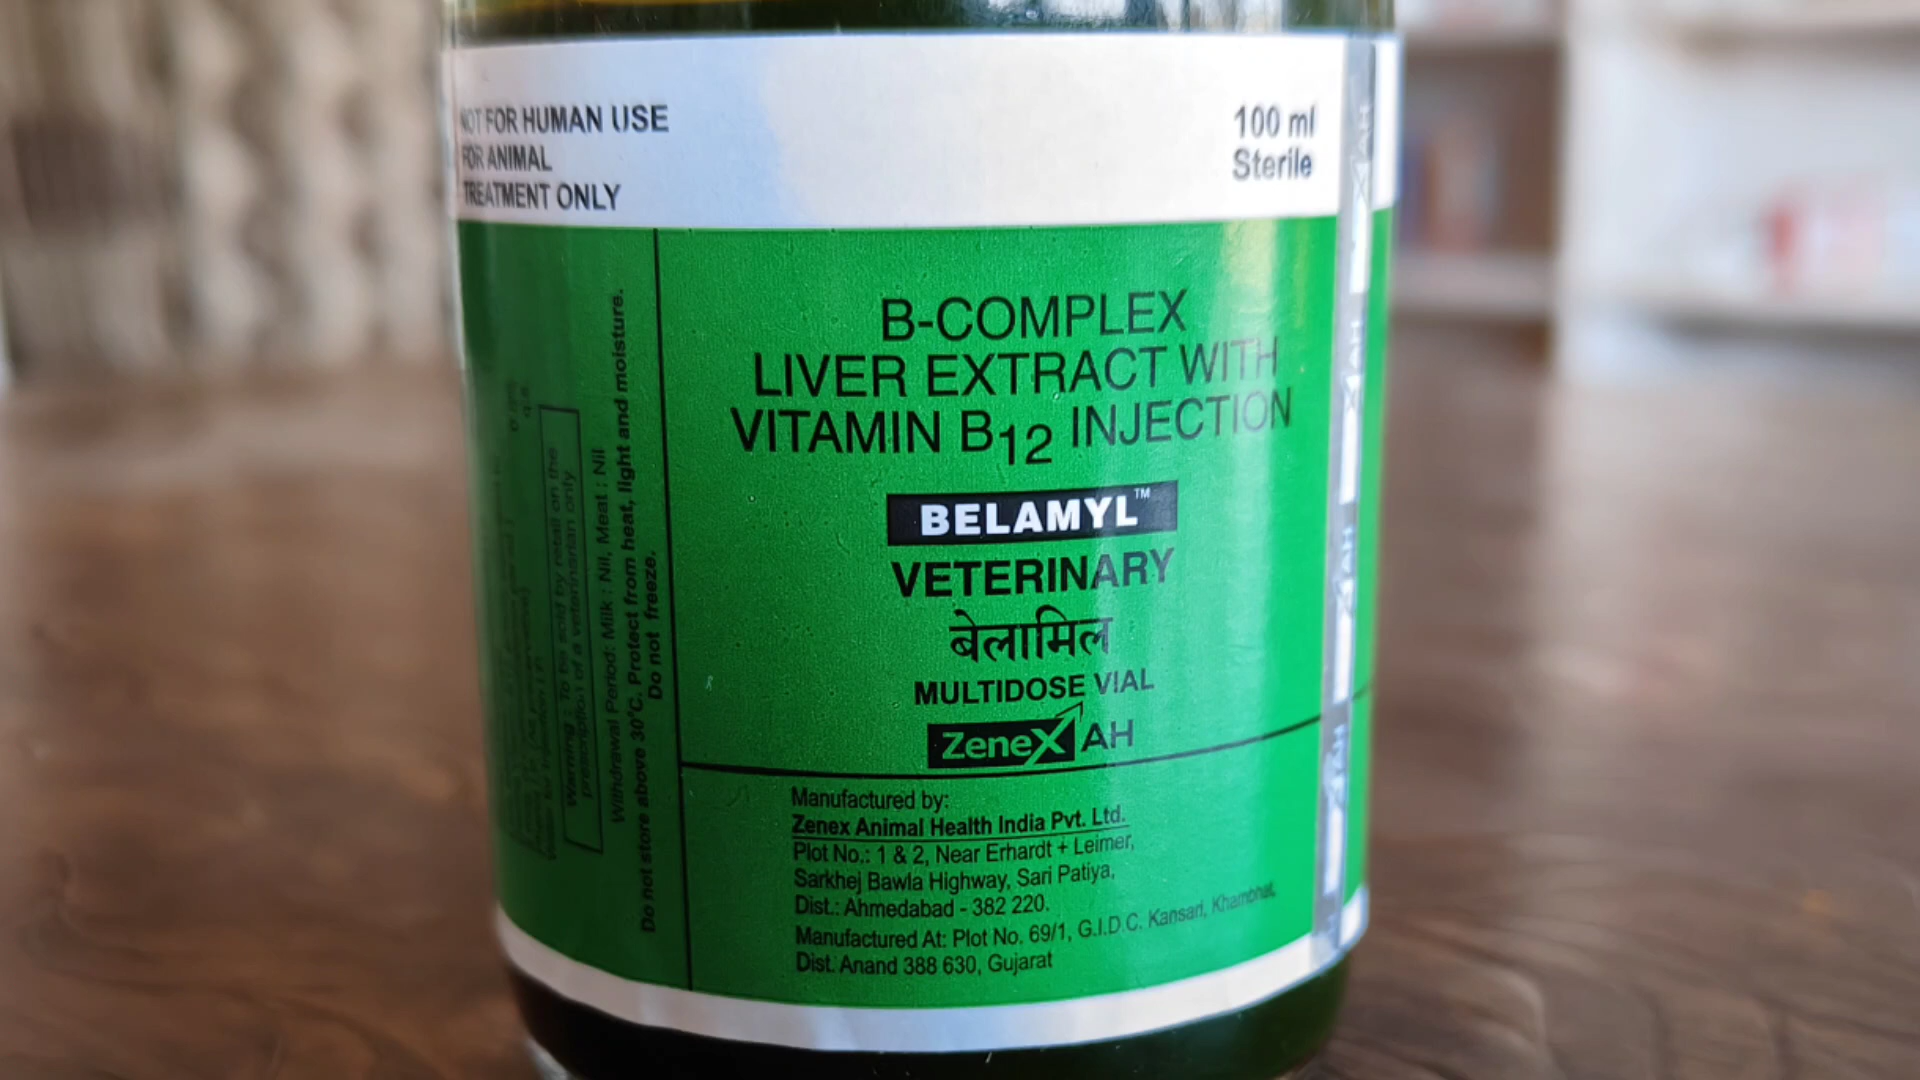 NOT FOR HUMAN USE
FOR ANIMAL
TREATMENT ONLY
100 ml
Sterile
B-COMPLEX
LIVER EXTRACT WITH
VITAMIN B12 INJECTION
BELAMYL™
VETERINARY
बेलामिल
MULTIDOSE VIAL
ZeneX AH
Manufactured by:
Zenex Animal Health India Pvt. Ltd.
Plot No.: 1 & 2, Near Erhardt + Leimer,
Sarkhej Bawla Highway, Sari Patiya,
Dist.: Ahmedabad - 382 220.
Manufactured At: Plot No. 69/1, G.I.D.C. Kansari, Khambhat,
Dist. Anand 388 630, Gujarat
Warning : To be sold by retail on the
prescription of a veterinarian only
Withdrawal Period: Milk : Nil, Meat : Nil
Do not store above 30°C. Protect from heat, light and moisture.
Do not freeze.